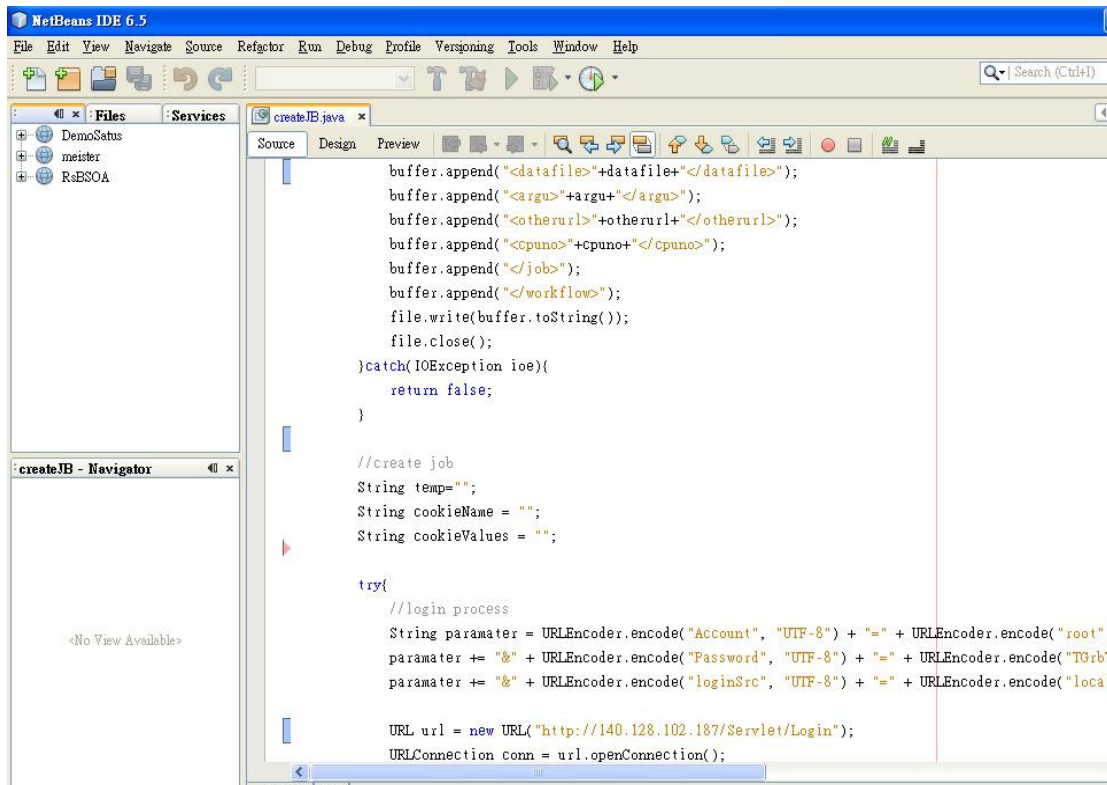 NetBeans IDE 6.5
File Edit View Navigate Source Refactor Run Debug Profile Versioning Tools Window Help
Search (Ctrl+I)
Files Services
createJB.java
DemoSatus
meister
RsBSOA
Source Design Preview
buffer.append("<datafile>"+datafile+"</datafile>");
buffer.append("<argu>"+argu+"</argu>");
buffer.append("<otherurl>"+otherurl+"</otherurl>");
buffer.append("<cpuno>"+cpuno+"</cpuno>");
buffer.append("</job>");
buffer.append("</workflow>");
file.write(buffer.toString());
file.close();
}catch(IOException ioe){
return false;
}
createJB - Navigator
<No View Available>
//create job
String temp="";
String cookieName = "";
String cookieValues = "";
try{
//login process
String paramater = URLEncoder.encode("Account", "UTF-8") + "=" + URLEncoder.encode("root"
paramater += "&" + URLEncoder.encode("Password", "UTF-8") + "=" + URLEncoder.encode("TGrb
paramater += "&" + URLEncoder.encode("loginSrc", "UTF-8") + "=" + URLEncoder.encode("loca
URL url = new URL("http://140.128.102.187/Servlet/Login");
URLConnection conn = url.openConnection();